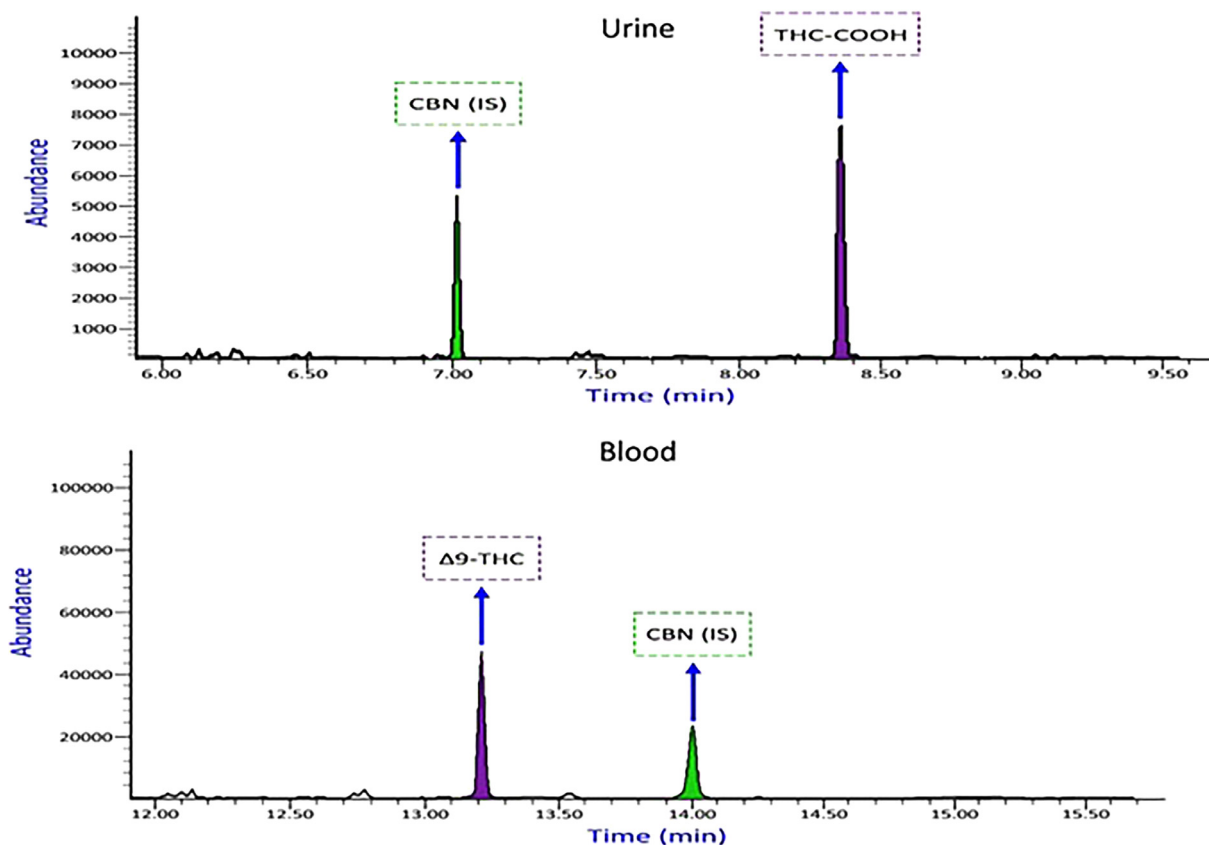 Urine
THC-COOH
CBN (IS)
10000
9000
8000
7000
6000
5000
4000
3000
2000
1000
Abundance
6.00 6.50 7.00 7.50 8.00 8.50 9.00 9.50
Time (min)
Blood
Δ9-THC
CBN (IS)
100000
80000
60000
40000
20000
Abundance
12.00 12.50 13.00 13.50 14.00 14.50 15.00 15.50
Time (min)